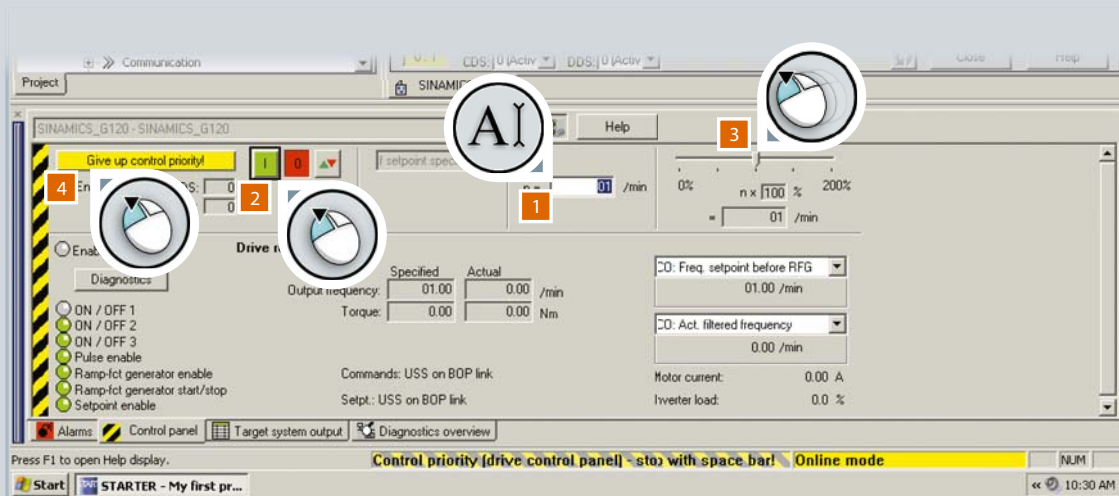 Communication
CDS: 0 (Activ DDS: 0 (Activ Close Help
Project
SINAMIC
SINAMICS_G120 - SINAMICS_G120 Help
AI
3
Give up control priority! I 0
4 En DS: 0
2 0
n = 01 /min
1
0% n x 100 % 200%
= 01 /min
Enab Drive
Diagnostics
Specified Actual
Output frequency: 01.00 0.00 /min
Torque: 0.00 0.00 Nm
CO: Freq. setpoint before RFG
01.00 /min
CO: Act. filtered frequency
0.00 /min
ON / OFF 1
ON / OFF 2
ON / OFF 3
Pulse enable
Ramp-fct generator enable
Ramp-fct generator start/stop
Setpoint enable
Commands: USS on BOP link
Setpt.: USS on BOP link
Motor current: 0.00 A
Inverter load: 0.0 %
Alarms Control panel Target system output Diagnostics overview
Press F1 to open Help display. Control priority (drive control panel) - stop with space bar! Online mode NUM
Start STARTER - My first pr... « 10:30 AM